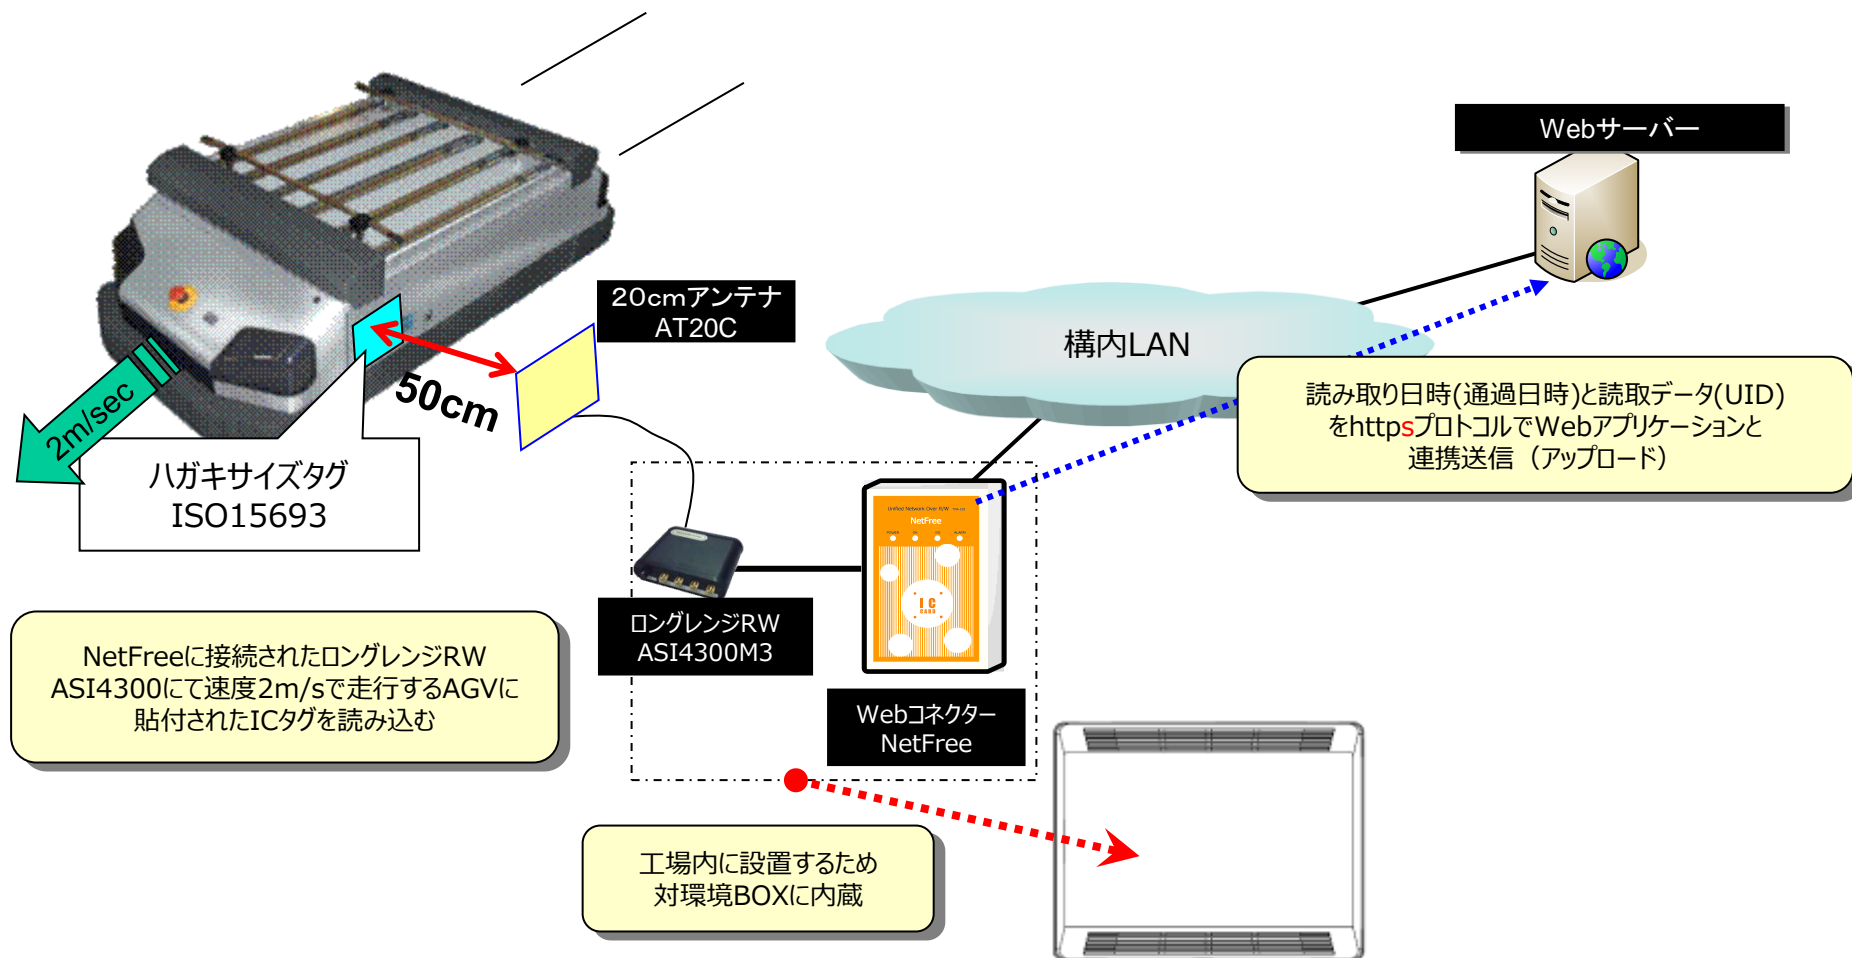 Webサーバー
20cmアンテナ
AT20C
構内LAN
50cm
2m/sec
読み取り日時(通過日時)と読取データ(UID)
をhttpsプロトコルでWebアプリケーションと
連携送信（アップロード）
ハガキサイズタグ
ISO15693
Unified Network Over R/W
NetFree
POWER
ALARM
IC
CARD
ロングレンジRW
ASI4300M3
NetFreeに接続されたロングレンジRW
ASI4300にて速度2m/sで走行するAGVに
貼付されたICタグを読み込む
Webコネクター
NetFree
工場内に設置するため
対環境BOXに内蔵